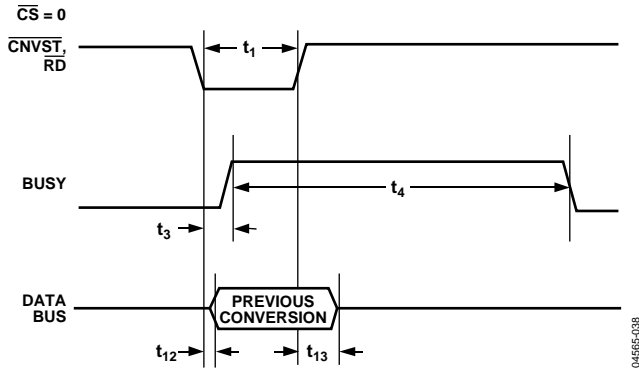 CS = 0
CNVST,
RD
t1
BUSY
t4
t3
DATA
BUS
PREVIOUS
CONVERSION
t12
t13
04565-038